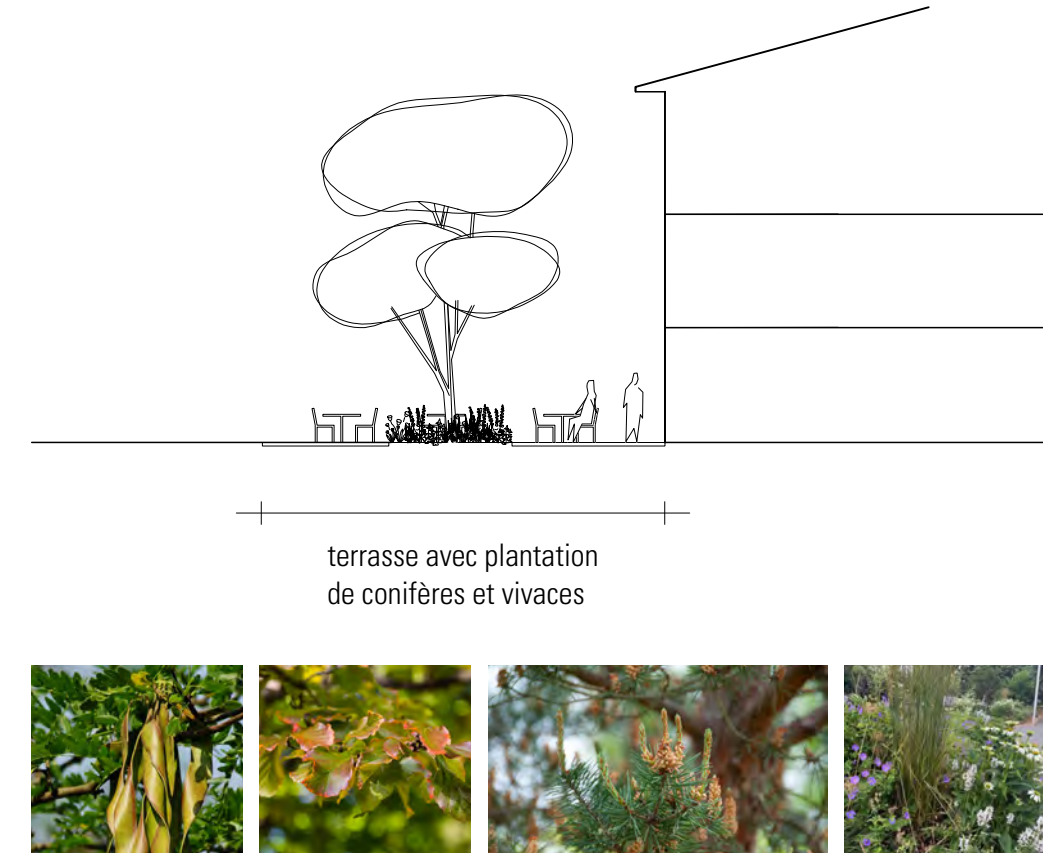 terrasse avec plantation
de conifères et vivaces